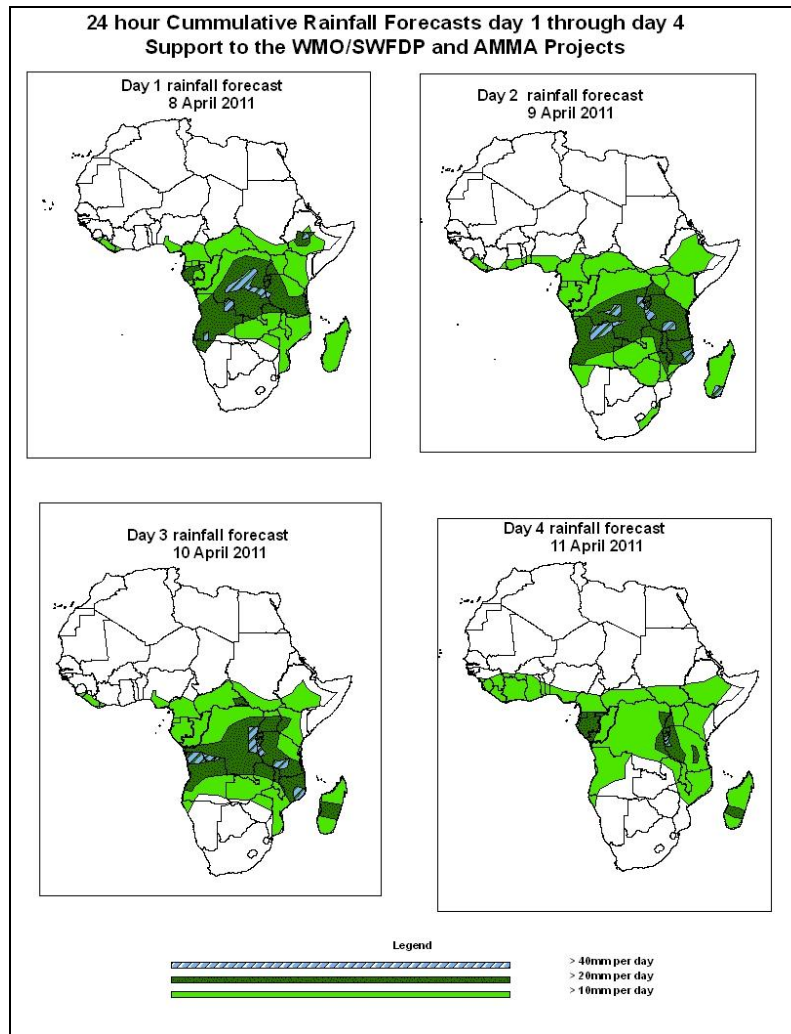 24 hour Cummulative Rainfall Forecasts day 1 through day 4
Support to the WMO/SWFDP and AMMA Projects
Day 1 rainfall forecast
8 April 2011
Day 2 rainfall forecast
9 April 2011
Day 3 rainfall forecast
10 April 2011
Day 4 rainfall forecast
11 April 2011
Legend
> 40mm per day
> 20mm per day
> 10mm per day